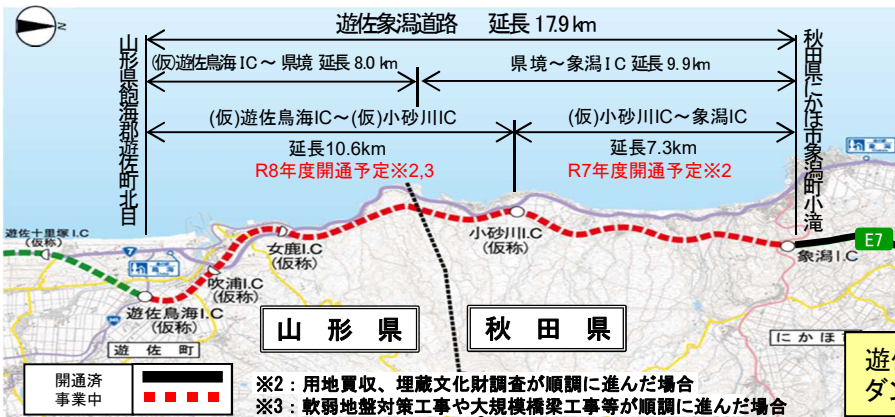 遊佐象潟道路 延長 17.9 km
N
(仮)遊佐鳥海 IC～ 県境 延長 8.0 km
県境～象潟 I C 延長 9.9 km
山形県飽海郡遊佐町北目
秋田県にかほ市象潟町小滝
(仮)遊佐鳥海IC～(仮)小砂川IC
(仮)小砂川IC～象潟IC
延長10.6km
延長7.3km
R8年度開通予定※2,3
R7年度開通予定※2
遊佐十里塚 I.C
(仮称)
7
女鹿I.C
(仮称)
吹浦I.C
(仮称)
小砂川I.C
(仮称)
E7
象潟 I.C
遊佐鳥海I.C
(仮称)
遊 佐 町
山 形 県
秋 田 県
に か ほ
開通済
事業中
※2：用地買収、埋蔵文化財調査が順調に進んだ場合
※3：軟弱地盤対策工事や大規模橋梁工事等が順調に進んだ場合